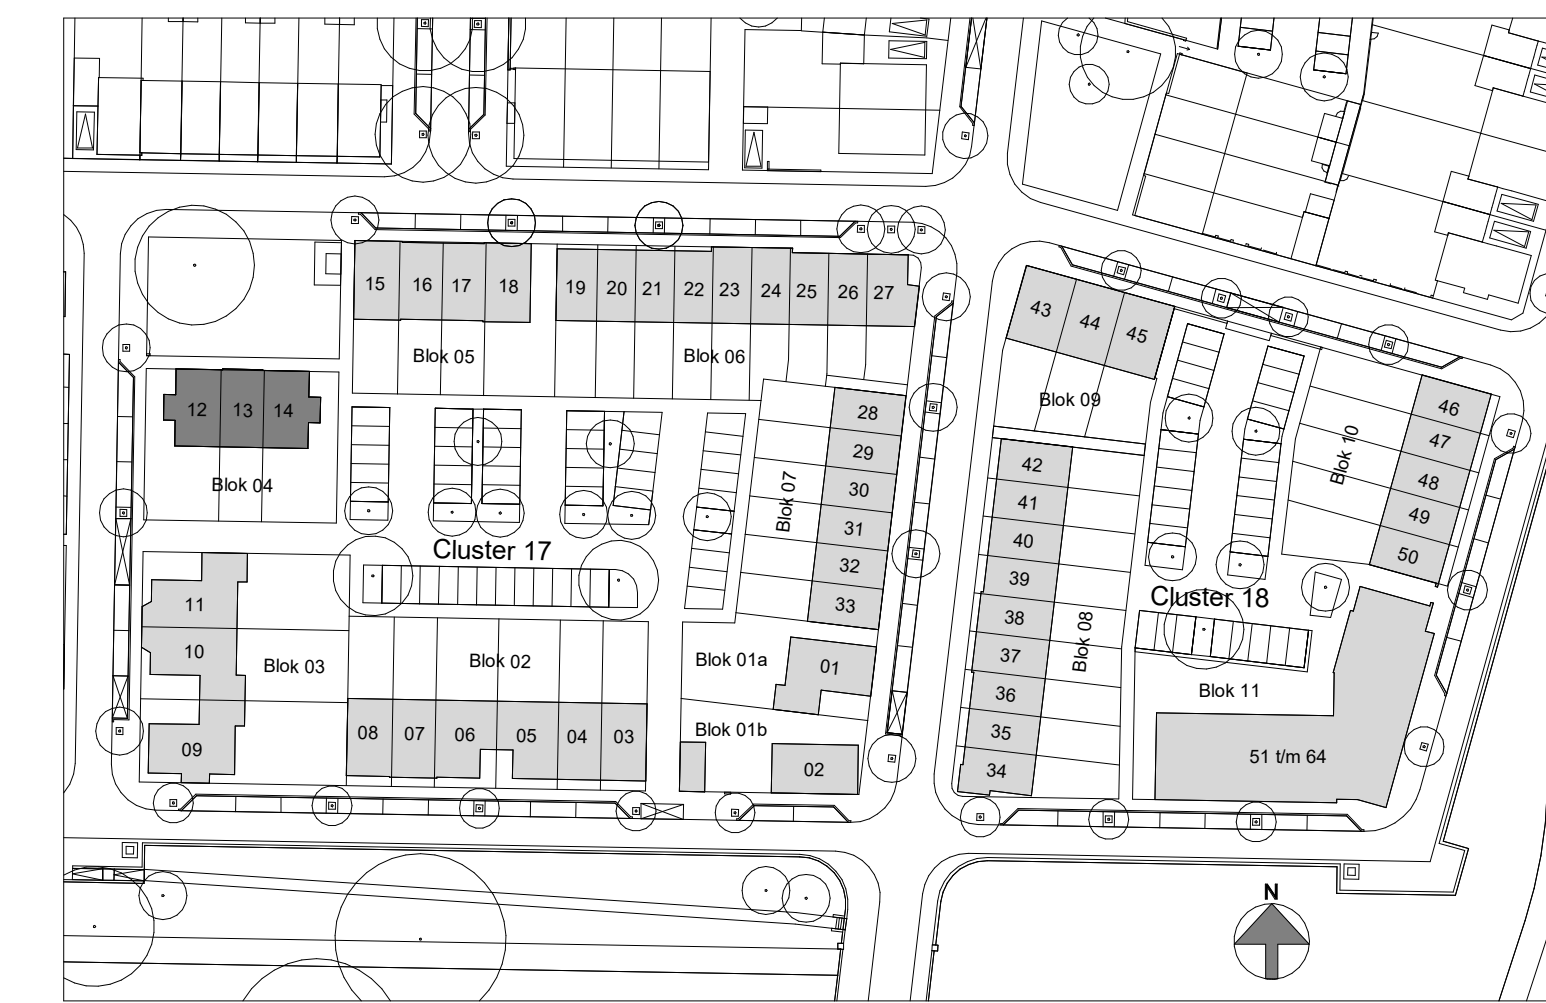 15 16 17 18 19 20 21 22 23 24 25 26 27
Blok 05
Blok 06
12 13 14
Blok 04
28
29
30
31
32
33
Blok 07
Cluster 17
11
10
09
Blok 03
Blok 02
08 07 06 05 04 03
Blok 01a
01
Blok 01b
02
43 44 45
Blok 09
46
47
48
49
50
Blok 10
42
41
40
39
38
37
36
35
34
Blok 08
Cluster 18
Blok 11
51 t/m 64
N